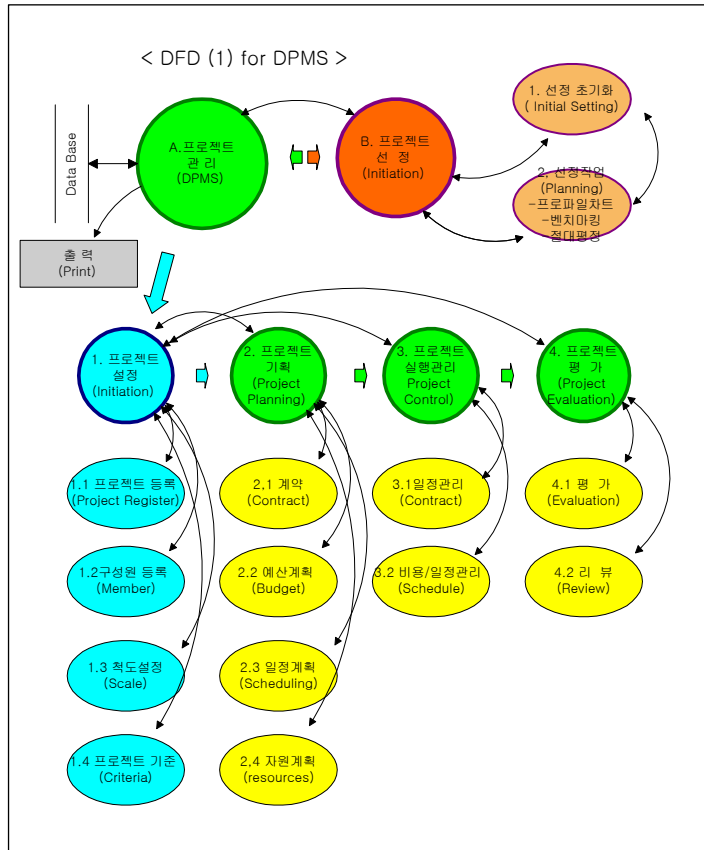 < DFD (1) for DPMS >
Data Base
A.프로젝트
관 리
(DPMS)
B. 프로젝트
선 정
(Initiation)
1. 선정 초기화
( Initial Setting)
2. 선정작업
(Planning)
-프로파일차트
-벤치마킹
-절대평정
출 력
(Print)
1. 프로젝트
설정
(Initiation)
2. 프로젝트
기획
(Project
Planning)
3. 프로젝트
실행관리
Project
Control)
4. 프로젝트
평 가
(Project
Evaluation)
1.1 프로젝트 등록
(Project Register)
2,1 계약
(Contract)
3.1일정관리
(Contract)
4.1 평 가
(Evaluation)
1.2구성원 등록
(Member)
2.2 예산계획
(Budget)
3.2 비용/일정관리
(Schedule)
4.2 리 뷰
(Review)
1.3 척도설정
(Scale)
2.3 일정계획
(Scheduling)
1.4 프로젝트 기준
(Criteria)
2,4 자원계획
(resources)